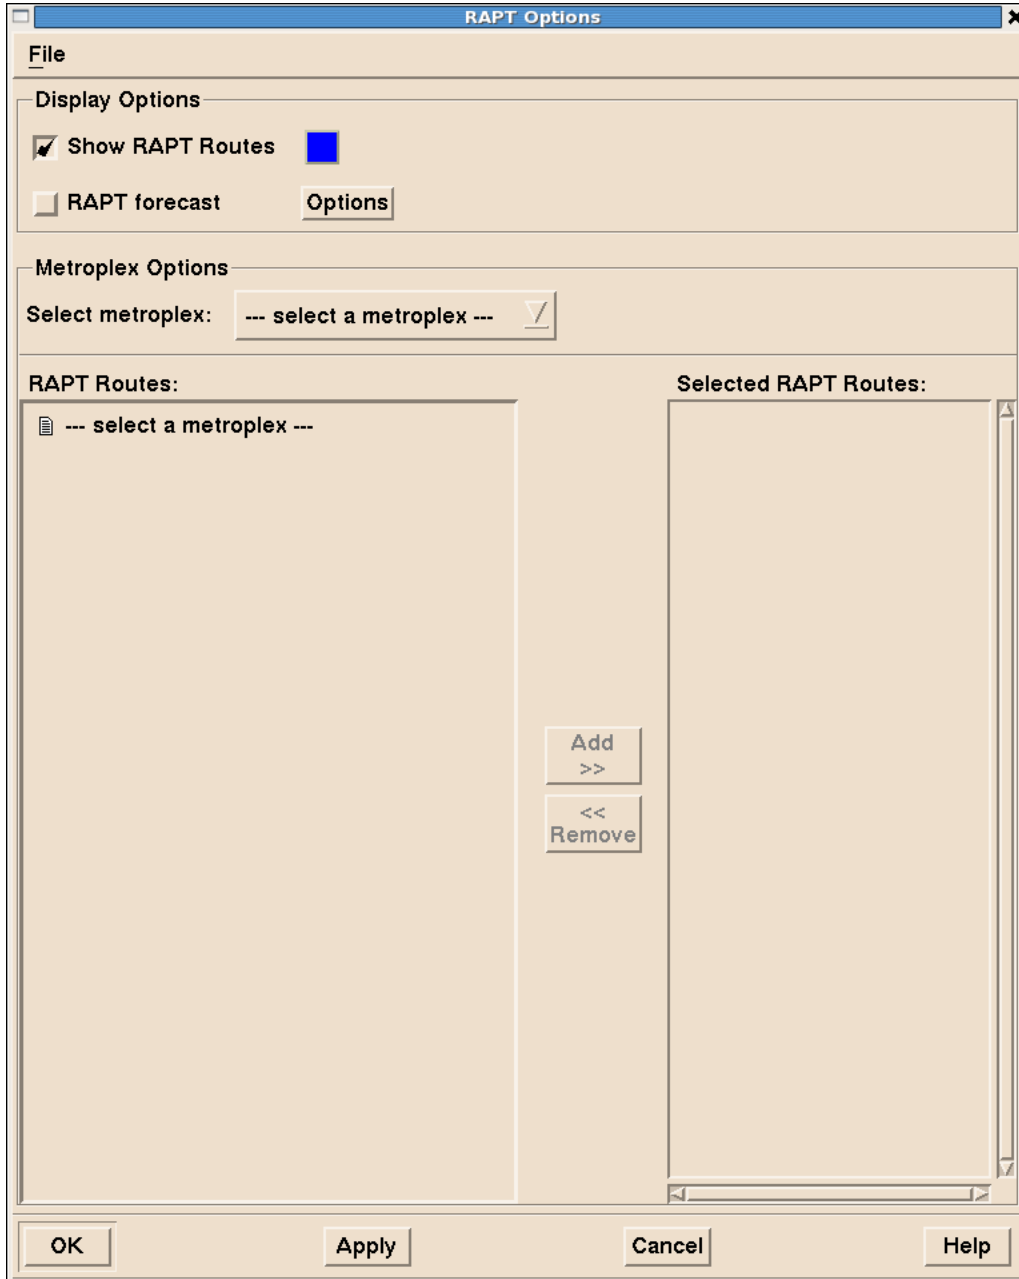 RAPT Options
File
Display Options
Show RAPT Routes
RAPT forecast Options
Metroplex Options
Select metroplex: --- select a metroplex ---
RAPT Routes: Selected RAPT Routes:
--- select a metroplex ---
Add
>>
<<
Remove
OK Apply Cancel Help